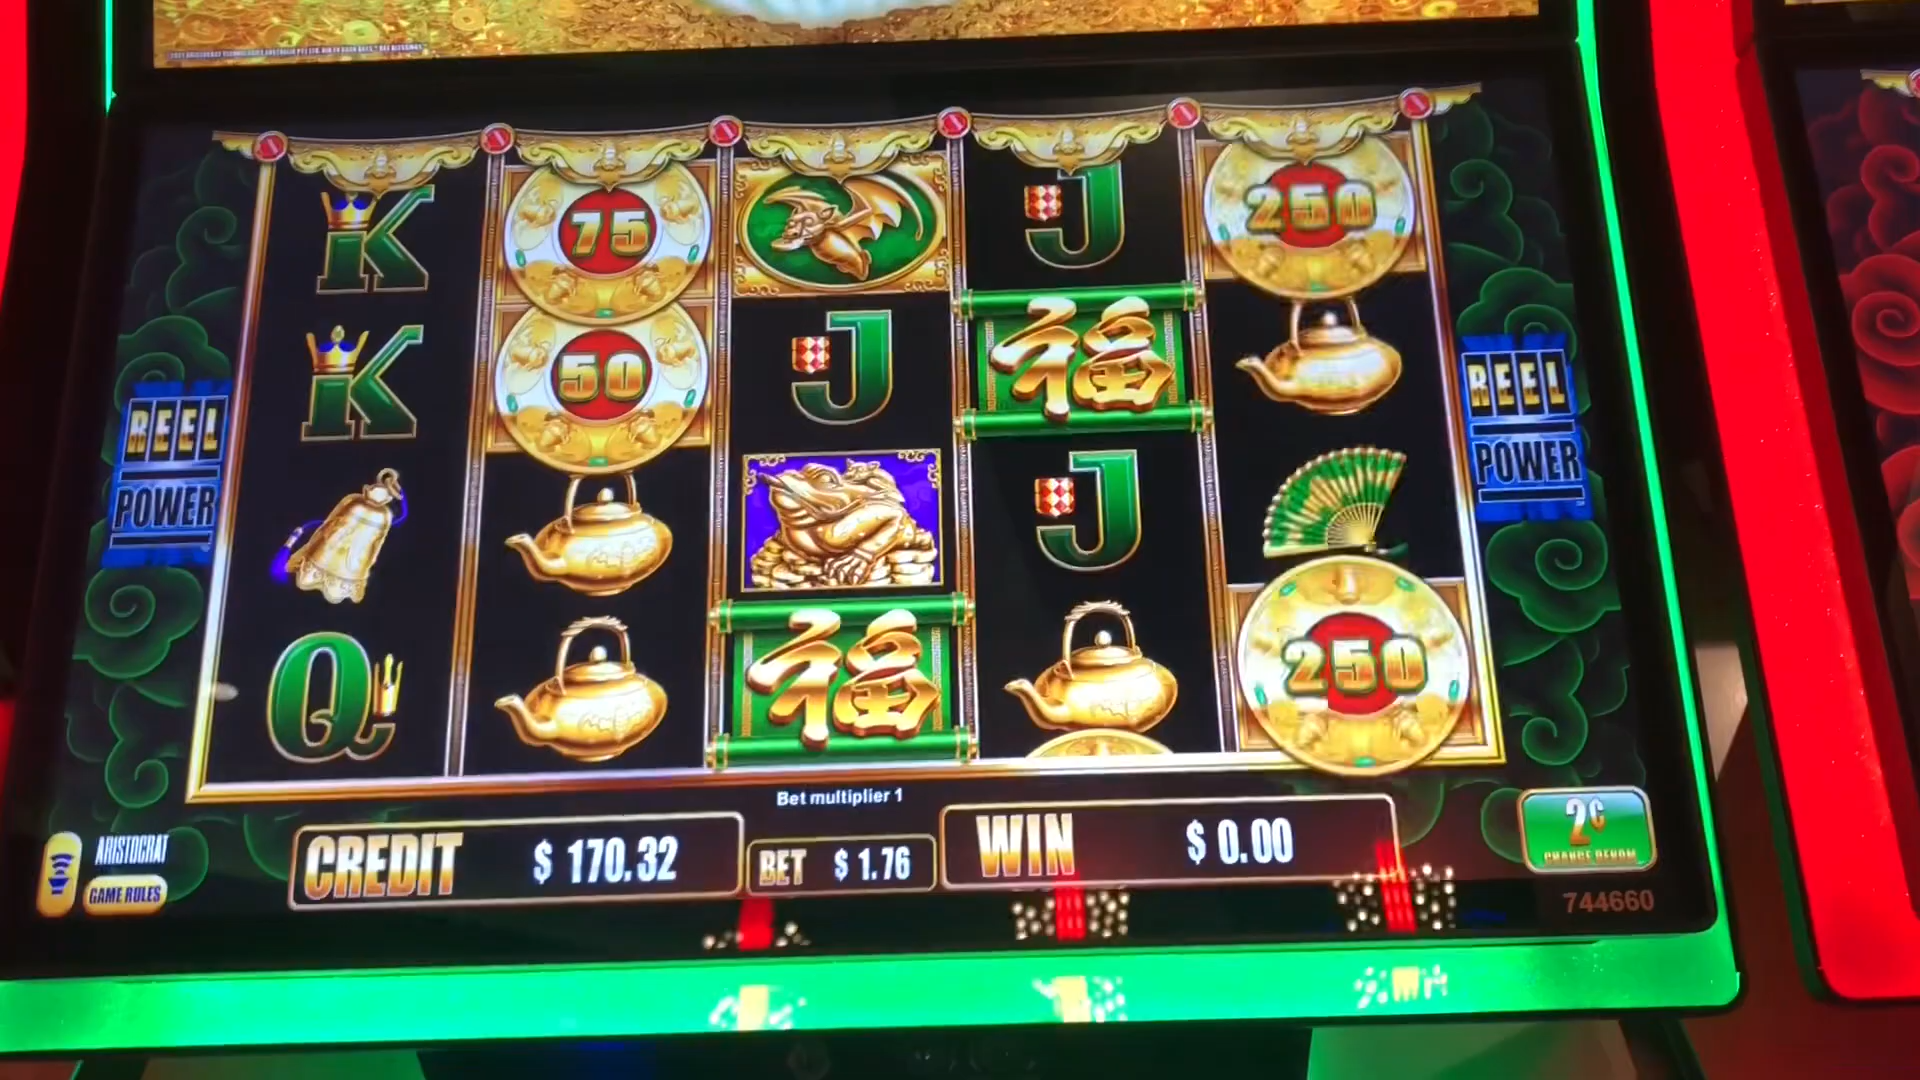 K
75
J
250
K
50
J
福
J
Q
福
250
REEL
POWER
REEL
POWER
Bet multiplier 1
ARISTOCRAT
GAME RULES
CREDIT $ 170.32
BET $ 1.76
WIN $ 0.00
2¢
CHANGE DENOM
744660